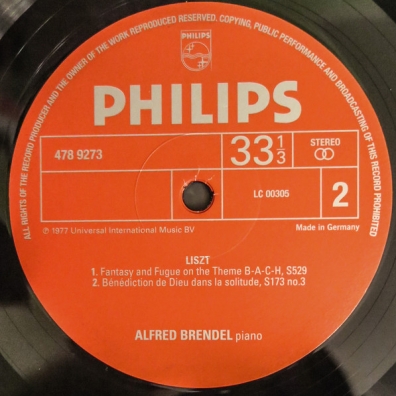 ALL RIGHTS OF THE RECORD PRODUCER AND THE OWNER OF THE WORK REPRODUCED RESERVED. COPYING, PUBLIC PERFORMANCE AND BROADCASTING OF THIS RECORD PROHIBITED
PHILIPS
PHILIPS
478 9273
33 1/3
STEREO
LC 00305
2
℗ 1977 Universal International Music BV
Made in Germany
LISZT
1. Fantasy and Fugue on the Theme B-A-C-H, S529
2. Bénédiction de Dieu dans la solitude, S173 no.3
ALFRED BRENDEL piano